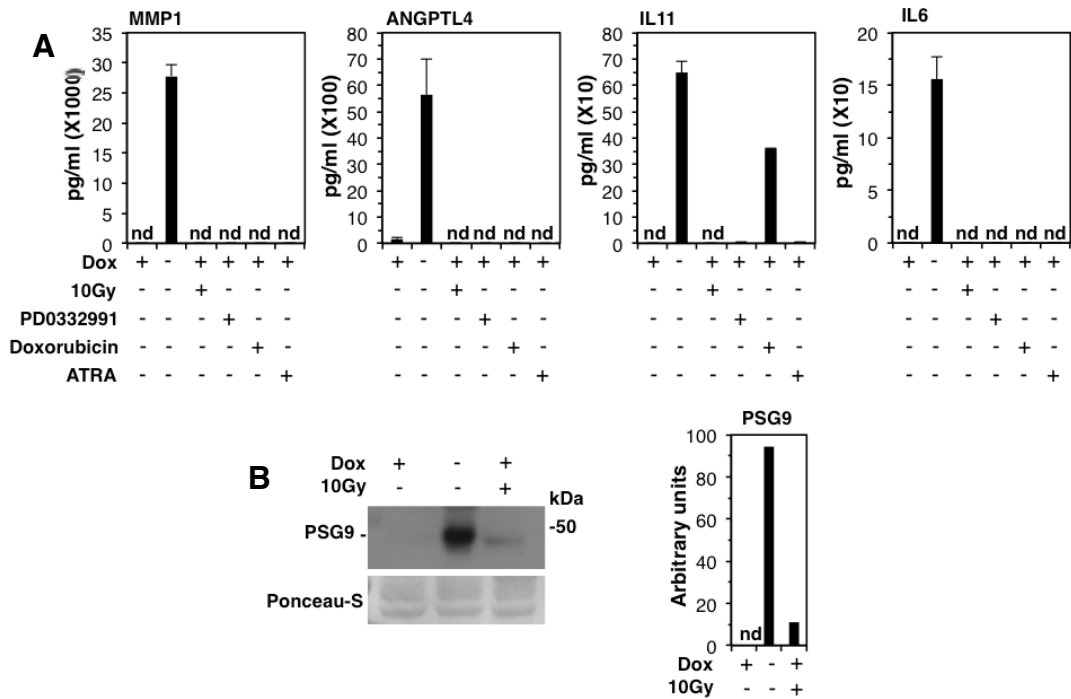 A
MMP1
ANGPTL4
IL11
IL6
pg/ml (X1000)
35
30
25
20
15
10
5
0
nd nd nd nd nd
pg/ml (X100)
80
70
60
50
40
30
20
10
0
nd nd nd nd
pg/ml (X10)
80
70
60
50
40
30
20
10
0
nd nd
pg/ml (X10)
20
15
10
5
0
nd nd nd nd nd
Dox + - + + + + + - + + + + + - + + + + + - + + + +
10Gy - - + - - - - - + - - - - - + - - - - - + - - -
PD0332991 - - - + - - - - - + - - - - - + - - - - - + - -
Doxorubicin - - - - + - - - - - + - - - - - + - - - - - + -
ATRA - - - - - + - - - - - + - - - - - + - - - - - +
B
Dox + - +
10Gy - - +
kDa
PSG9 -
-50
Ponceau-S
PSG9
Arbitrary units
100
80
60
40
20
0
nd
Dox + - +
10Gy - - +